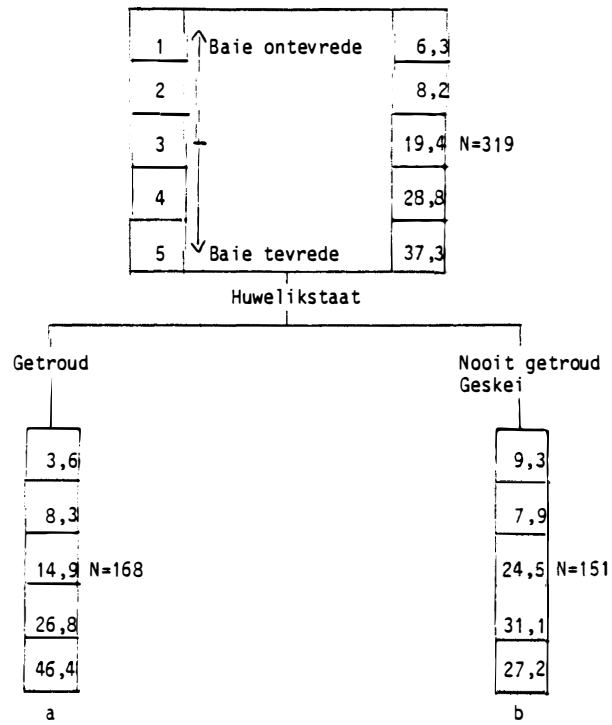 1 Baie ontevrede 6,3
2 8,2
3 19,4 N=319
4 28,8
5 Baie tevrede 37,3
Huwelikstaat
Getroud Nooit getroud
Geskei
3,6 9,3
8,3 7,9
14,9 N=168 24,5 N=151
26,8 31,1
46,4 27,2
a b